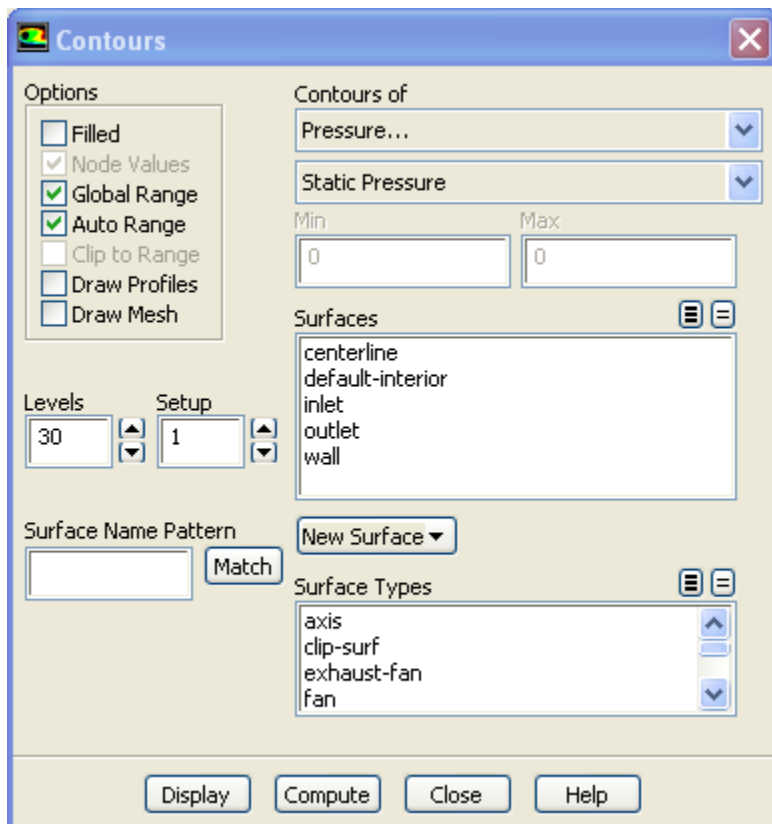 Contours
Options
Filled
Node Values
Global Range
Auto Range
Clip to Range
Draw Profiles
Draw Mesh
Levels Setup
30 1
Surface Name Pattern
Match
Contours of
Pressure...
Static Pressure
Min Max
0 0
Surfaces
centerline
default-interior
inlet
outlet
wall
New Surface
Surface Types
axis
clip-surf
exhaust-fan
fan
Display Compute Close Help